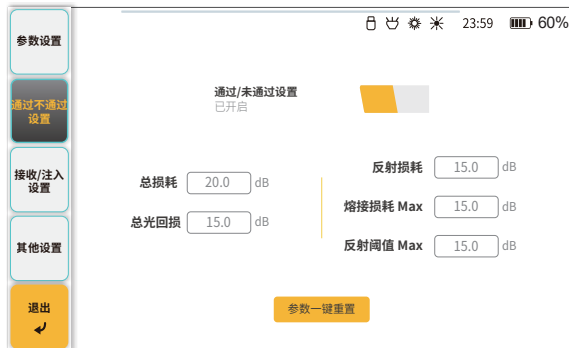 23:59 60%
参数设置
通过不通过
设置
接收/注入
设置
其他设置
退出
通过/未通过设置
已开启
总损耗 20.0 dB
总光回损 15.0 dB
反射损耗 15.0 dB
熔接损耗 Max 15.0 dB
反射阈值 Max 15.0 dB
参数一键重置